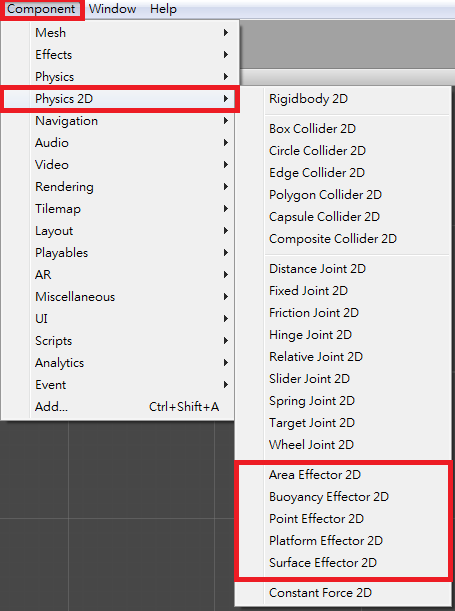 Component Window Help
Mesh
Effects
Physics
Physics 2D
Navigation
Audio
Video
Rendering
Tilemap
Layout
Playables
AR
Miscellaneous
UI
Scripts
Analytics
Event
Add... Ctrl+Shift+A
Rigidbody 2D
Box Collider 2D
Circle Collider 2D
Edge Collider 2D
Polygon Collider 2D
Capsule Collider 2D
Composite Collider 2D
Distance Joint 2D
Fixed Joint 2D
Friction Joint 2D
Hinge Joint 2D
Relative Joint 2D
Slider Joint 2D
Spring Joint 2D
Target Joint 2D
Wheel Joint 2D
Area Effector 2D
Buoyancy Effector 2D
Point Effector 2D
Platform Effector 2D
Surface Effector 2D
Constant Force 2D